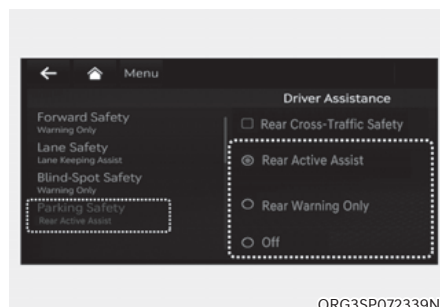 Menu
Driver Assistance
Forward Safety
Warning Only
Lane Safety
Lane Keeping Assist
Blind-Spot Safety
Warning Only
Parking Safety
Rear Active Assist
Rear Cross-Traffic Safety
Rear Active Assist
Rear Warning Only
Off
ORG3SP072339N